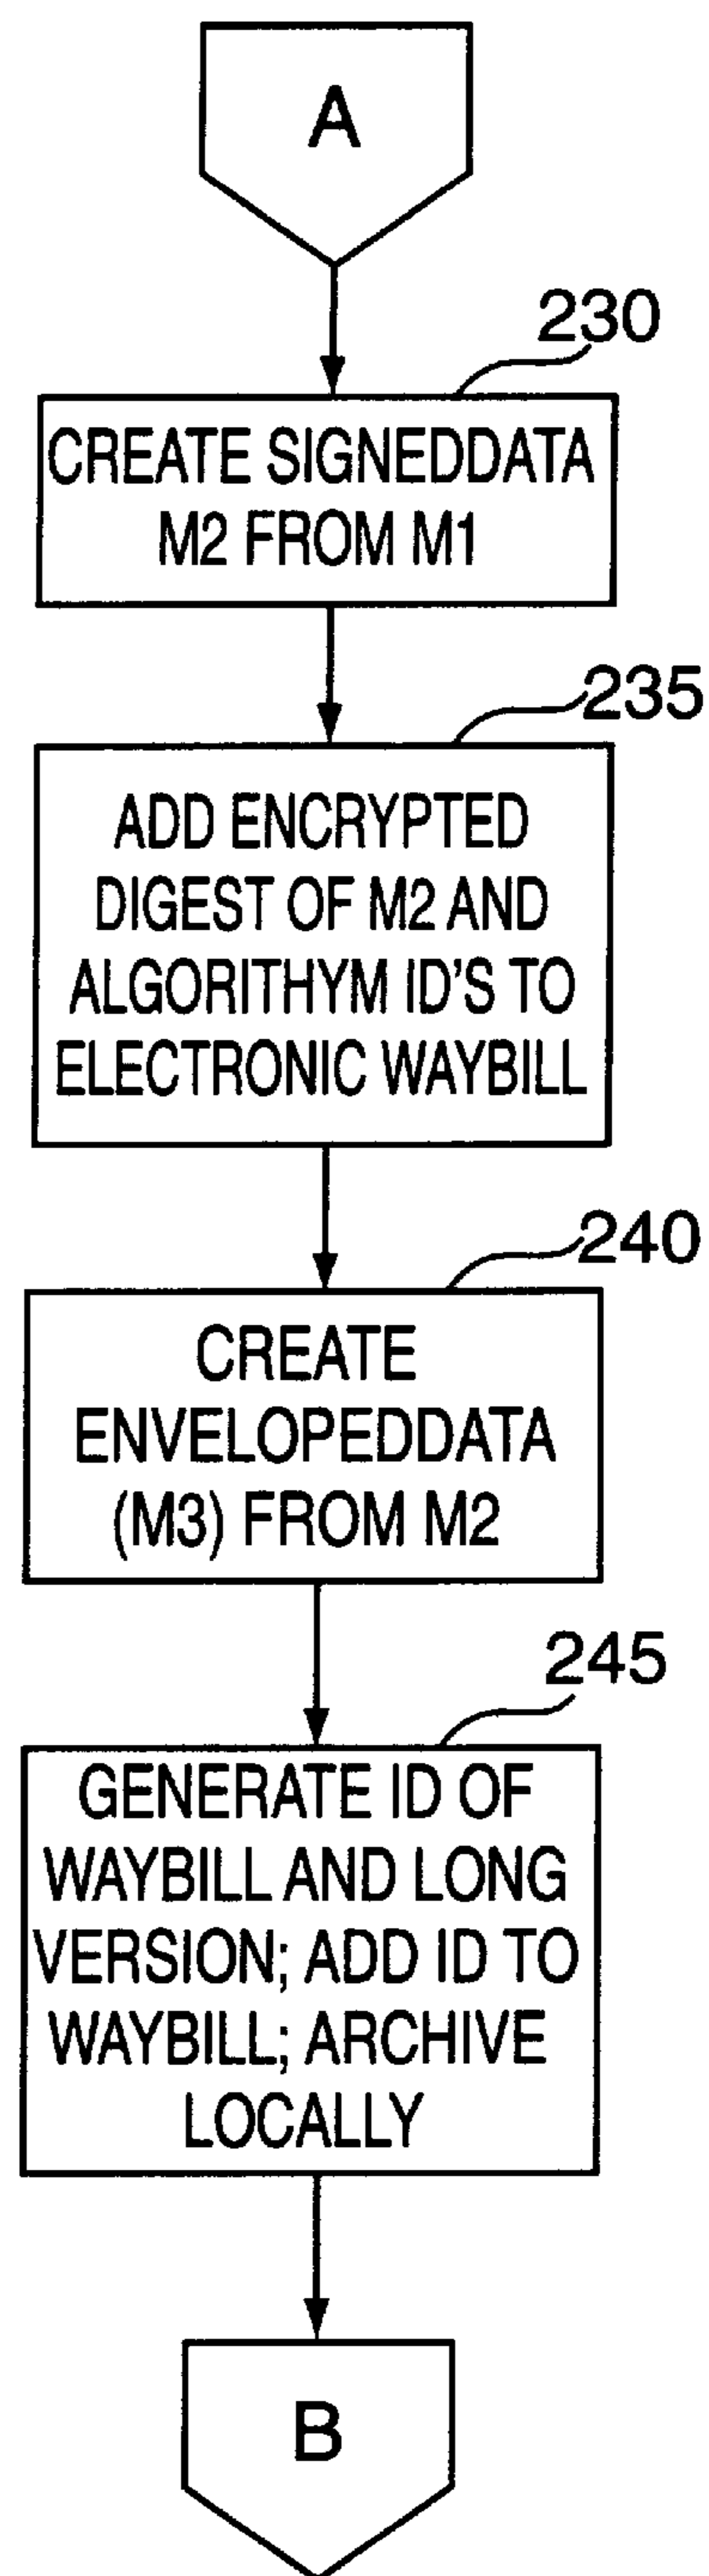 A
230
CREATE SIGNEDDATA
M2 FROM M1
235
ADD ENCRYPTED
DIGEST OF M2 AND
ALGORITHYM ID'S TO
ELECTRONIC WAYBILL
240
CREATE
ENVELOPEDDATA
(M3) FROM M2
245
GENERATE ID OF
WAYBILL AND LONG
VERSION; ADD ID TO
WAYBILL; ARCHIVE
LOCALLY
B